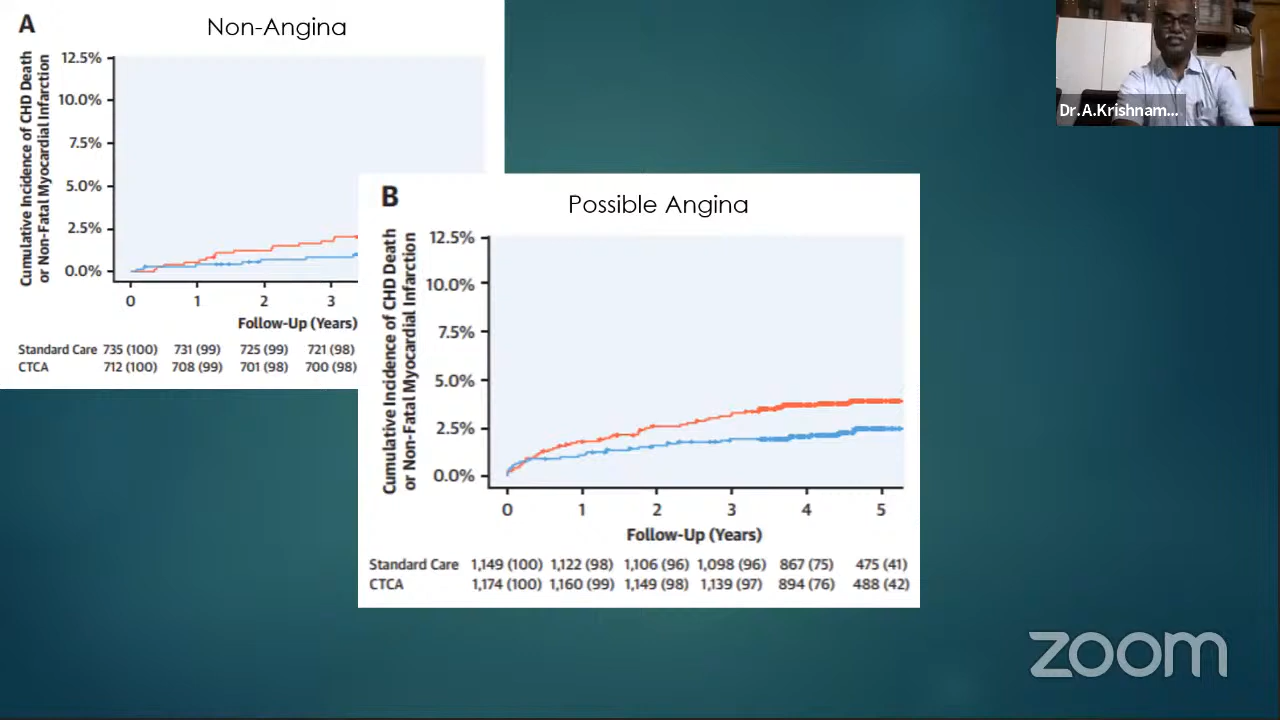 A
Non-Angina
Cumulative Incidence of CHD Death
or Non-Fatal Myocardial Infarction
12.5%
10.0%
7.5%
5.0%
2.5%
0.0%
0 1 2 3
Follow-Up (Years)
Standard Care 735 (100) 731 (99) 725 (99) 721 (98)
CTCA 712 (100) 708 (99) 701 (98) 700 (98)
B
Possible Angina
Cumulative Incidence of CHD Death
or Non-Fatal Myocardial Infarction
12.5%
10.0%
7.5%
5.0%
2.5%
0.0%
0 1 2 3 4 5
Follow-Up (Years)
Standard Care 1,149 (100) 1,122 (98) 1,106 (96) 1,098 (96) 867 (75) 475 (41)
CTCA 1,174 (100) 1,160 (99) 1,149 (98) 1,139 (97) 894 (76) 488 (42)
Dr.A.Krishnam...
zoom